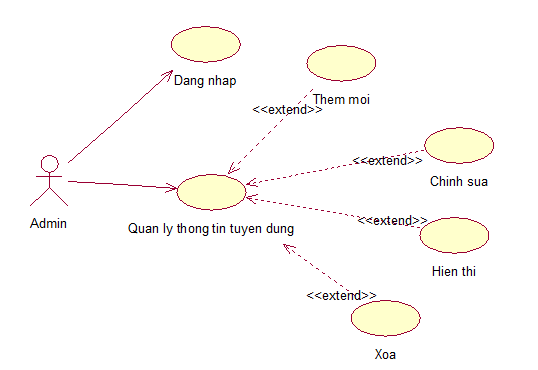 Dang nhap
Them moi
<<extend>>
<<extend>>
Chinh sua
Admin
Quan ly thong tin tuyen dung
<<extend>>
Hien thi
<<extend>>
Xoa